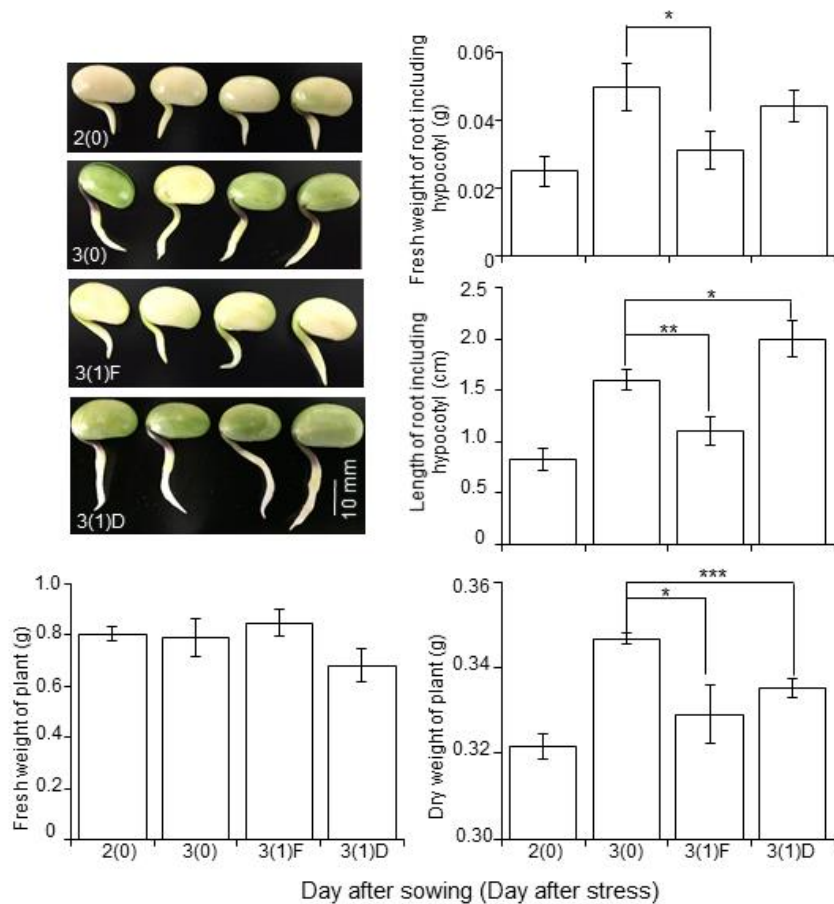 2(0)
3(0)
3(1)F
3(1)D
10 mm
Fresh weight of root including
hypocotyl (g)
0.06
0.04
0.02
0
*
Length of root including
hypocotyl (cm)
2.5
2.0
1.5
1.0
0.5
0
*
**
Fresh weight of plant (g)
1.0
0.8
0.6
0.4
0.2
0
2(0) 3(0) 3(1)F 3(1)D
Dry weight of plant (g)
0.36
0.34
0.32
0.30
***
*
2(0) 3(0) 3(1)F 3(1)D
Day after sowing (Day after stress)